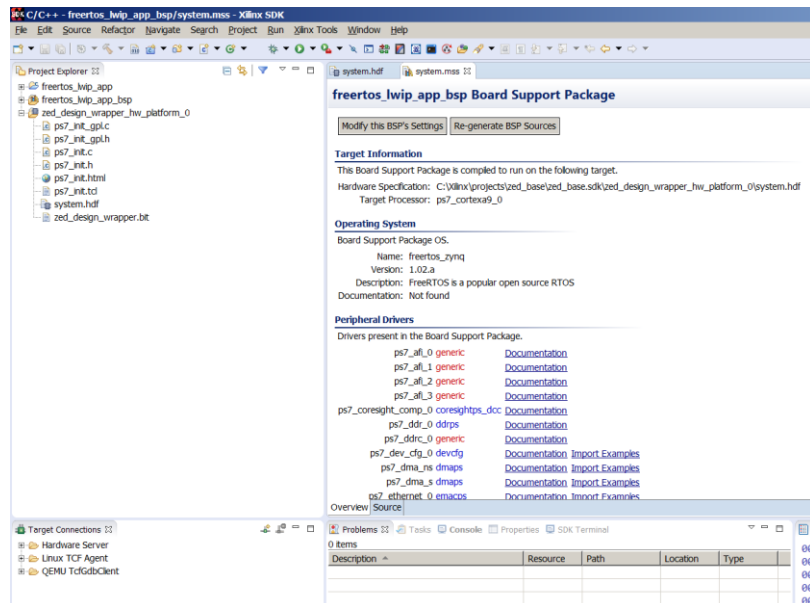 C/C++ - freertos_lwip_app_bsp/system.mss - Xilinx SDK
File Edit Source Refactor Navigate Search Project Run Xilinx Tools Window Help
Project Explorer
freertos_lwip_app
freertos_lwip_app_bsp
zed_design_wrapper_hw_platform_0
ps7_init_gpl.c
ps7_init_gpl.h
ps7_init.c
ps7_init.h
ps7_init.html
ps7_init.tcl
system.hdf
zed_design_wrapper.bit
system.hdf system.mss
freertos_lwip_app_bsp Board Support Package
Modify this BSP's Settings Re-generate BSP Sources
Target Information
This Board Support Package is compiled to run on the following target.
Hardware Specification: C:\Xilinx\projects\zed_base\zed_base.sdk\zed_design_wrapper_hw_platform_0\system.hdf
Target Processor: ps7_cortexa9_0
Operating System
Board Support Package OS.
Name: freertos_zynq
Version: 1.02.a
Description: FreeRTOS is a popular open source RTOS
Documentation: Not found
Peripheral Drivers
Drivers present in the Board Support Package.
ps7_afi_0 generic Documentation
ps7_afi_1 generic Documentation
ps7_afi_2 generic Documentation
ps7_afi_3 generic Documentation
ps7_coresight_comp_0 coresightps_dcc Documentation
ps7_ddr_0 ddrps Documentation
ps7_ddrc_0 generic Documentation
ps7_dev_cfg_0 devcfg Documentation Import Examples
ps7_dma_ns dmaps Documentation Import Examples
ps7_dma_s dmaps Documentation Import Examples
ps7_ethernet_0 emacps Documentation Import Examples
Overview Source
Target Connections
Hardware Server
Linux TCF Agent
QEMU TcfGdbClient
Problems Tasks Console Properties SDK Terminal
0 items
Description Resource Path Location Type